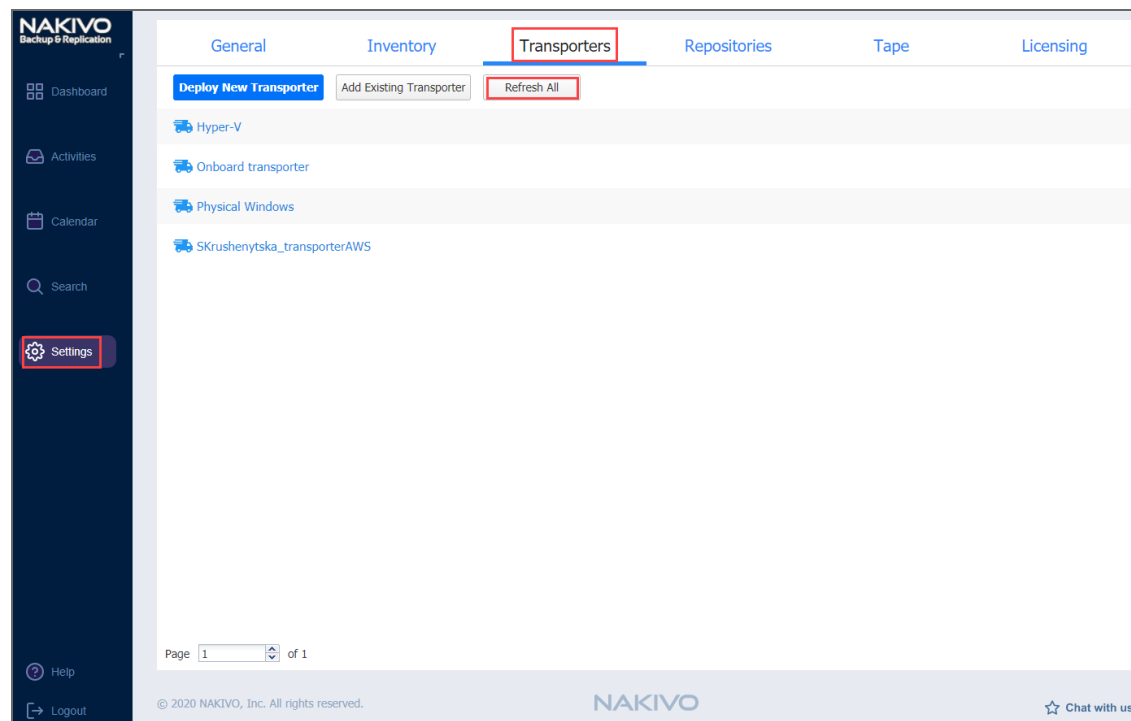 NAKIVO
Backup & Replication
General Inventory Transporters Repositories Tape Licensing
Dashboard
Activities
Calendar
Search
Settings
Help
Logout
Deploy New Transporter Add Existing Transporter Refresh All
Hyper-V
Onboard transporter
Physical Windows
SKrushenytska_transporterAWS
Page 1 of 1
© 2020 NAKIVO, Inc. All rights reserved.
NAKIVO
Chat with us